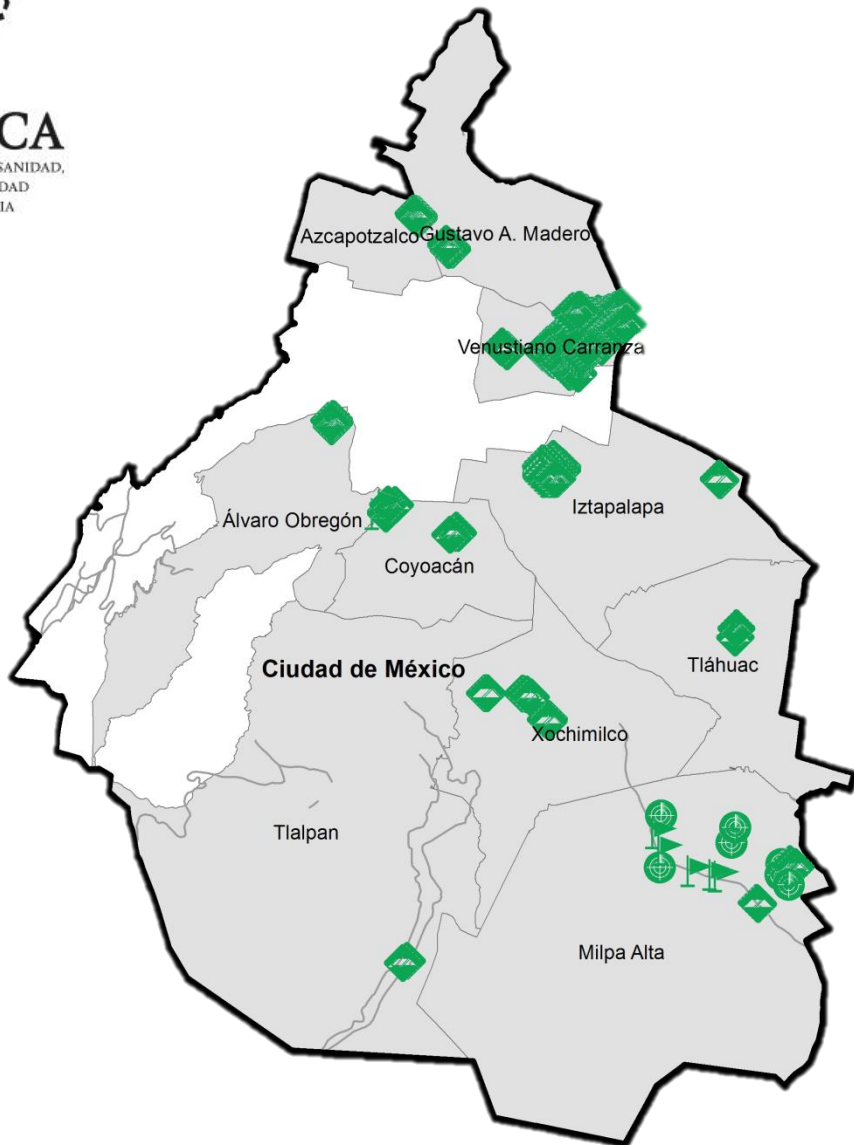 CA
SANIDAD,
DAD
IA
Azcapotzalco
Gustavo A. Madero
Venustiano Carranza
Iztapalapa
Álvaro Obregón
Coyoacán
Tláhuac
Ciudad de México
Xochimilco
Tlalpan
Milpa Alta